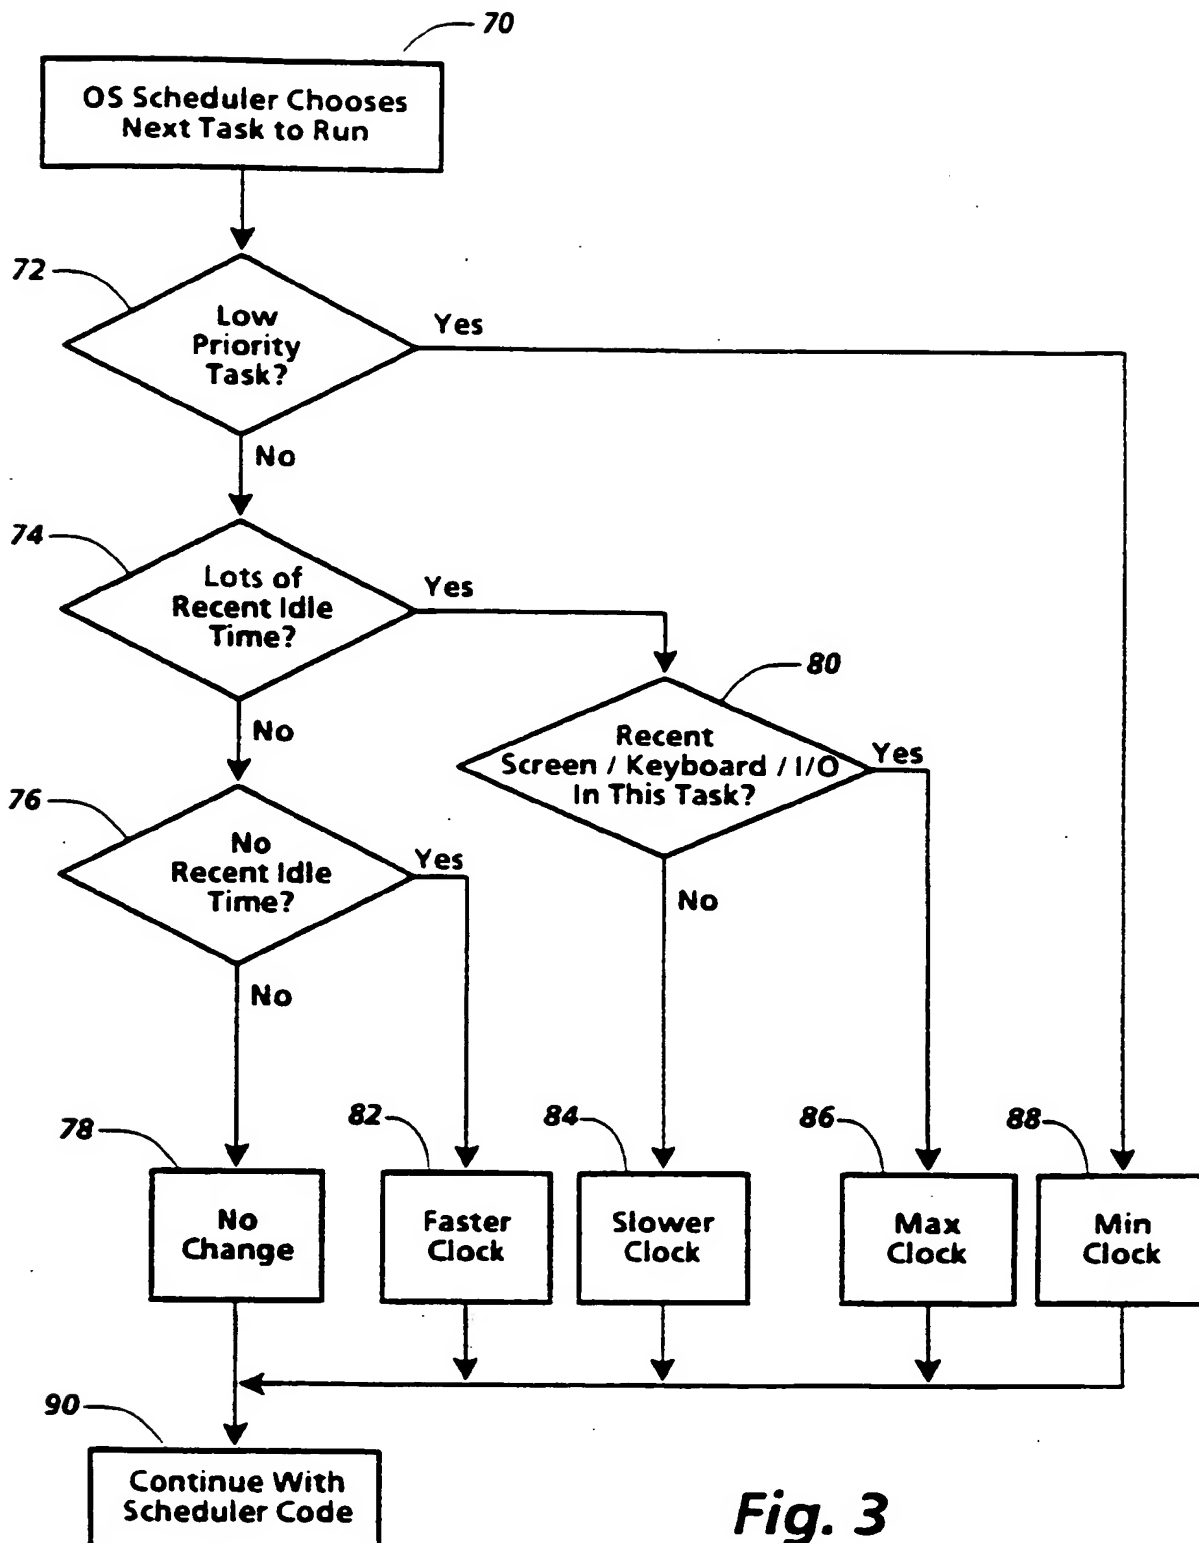 70
OS Scheduler Chooses
Next Task to Run
72
Low
Priority
Task?
Yes
No
74
Lots of
Recent Idle
Time?
Yes
No
80
Recent
Screen / Keyboard / I/O
In This Task?
Yes
No
76
No
Recent Idle
Time?
Yes
No
78
No
Change
82
Faster
Clock
84
Slower
Clock
86
Max
Clock
88
Min
Clock
90
Continue With
Scheduler Code
Fig. 3